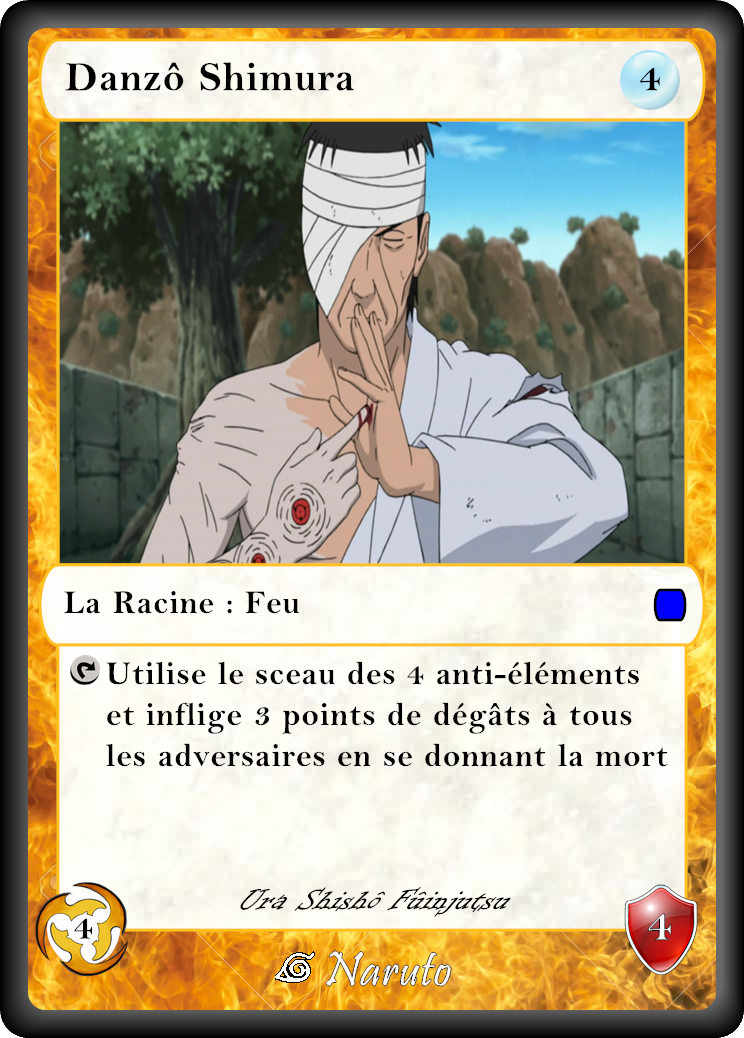 Danzô Shimura
4
La Racine : Feu
Utilise le sceau des 4 anti-éléments
et inflige 3 points de dégâts à tous
les adversaires en se donnant la mort
Ura Shishô Fûinjutsu
4
4
Naruto